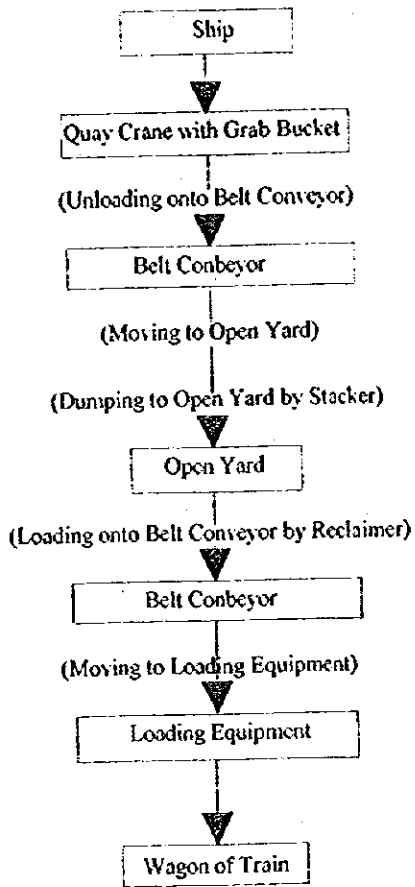 Ship
Quay Crane with Grab Bucket
(Unloading onto Belt Conveyor)
Belt Conbeyor
(Moving to Open Yard)
(Dumping to Open Yard by Stacker)
Open Yard
(Loading onto Belt Conveyor by Reclaimer)
Belt Conbeyor
(Moving to Loading Equipment)
Loading Equipment
Wagon of Train